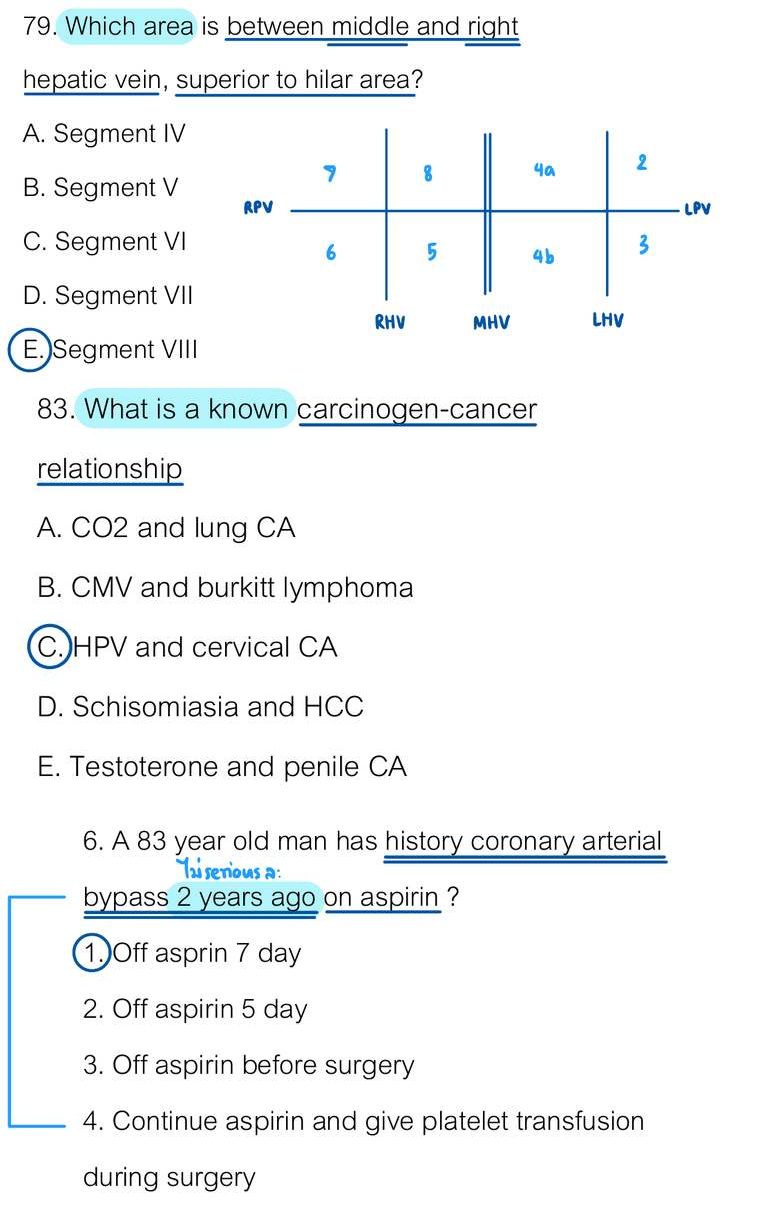 79. Which area is between middle and right
hepatic vein, superior to hilar area?
A. Segment IV
B. Segment V
C. Segment VI
D. Segment VII
E. Segment VIII
7 8 4a 2
RPV LPV
6 5 4b 3
RHV MHV LHV
83. What is a known carcinogen-cancer
relationship
A. CO2 and lung CA
B. CMV and burkitt lymphoma
C. HPV and cervical CA
D. Schisomiasia and HCC
E. Testoterone and penile CA
6. A 83 year old man has history coronary arterial
ไม่serious ละ
bypass 2 years ago on aspirin ?
1. Off asprin 7 day
2. Off aspirin 5 day
3. Off aspirin before surgery
4. Continue aspirin and give platelet transfusion
during surgery